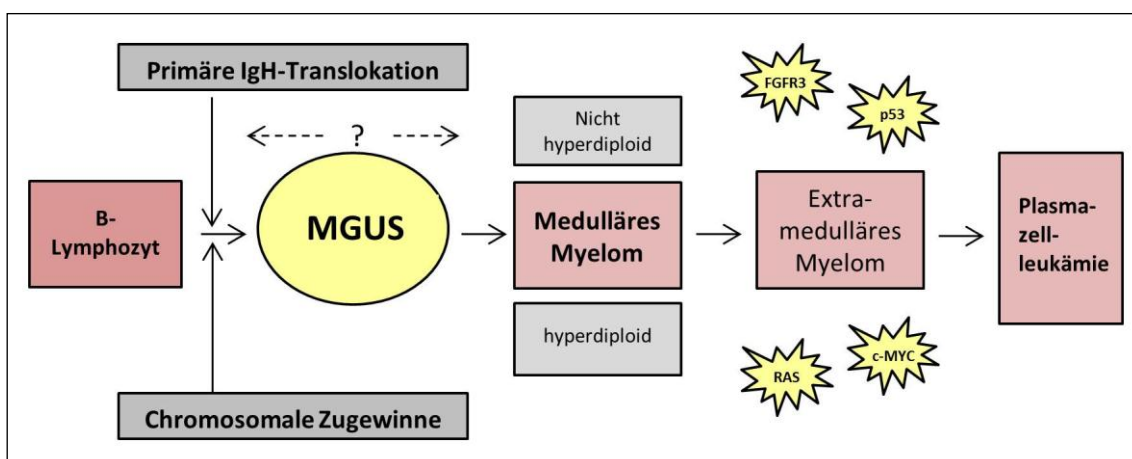 Primäre IgH-Translokation
B-
Lymphozyt
Chromosomale Zugewinne
?
MGUS
Nicht
hyperdiploid
Medulläres
Myelom
hyperdiploid
FGFR3
p53
Extra-
medulläres
Myelom
RAS
c-MYC
Plasma-
zell-
leukämie